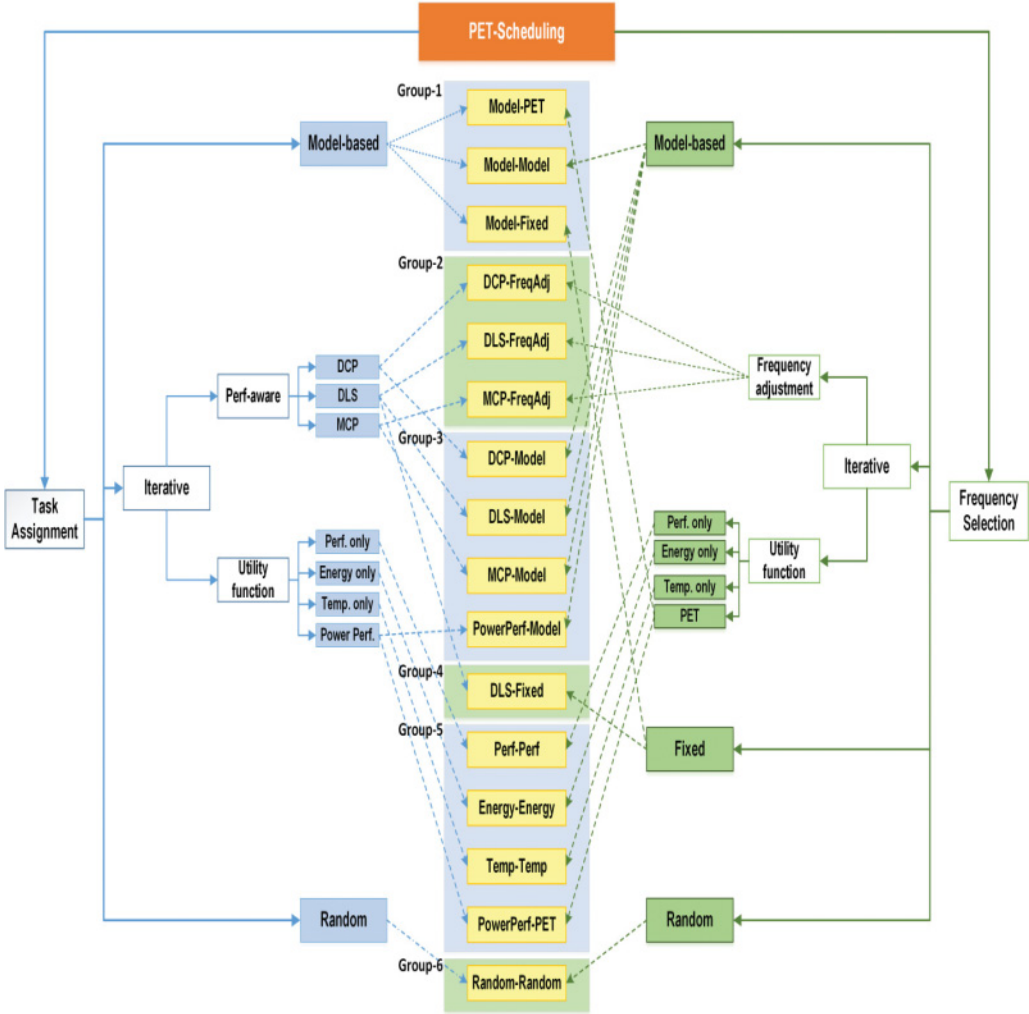 PET-Scheduling
Group-1
Model-PET
Model-based
Model-Model
Model-based
Model-Fixed
Group-2
DCP-FreqAdj
DLS-FreqAdj
MCP-FreqAdj
Perf-aware
DCP
DLS
MCP
Frequency
adjustment
Group-3
DCP-Model
DLS-Model
MCP-Model
PowerPerf-Model
Iterative
Iterative
Task
Assignment
Frequency
Selection
Utility
function
Perf. only
Energy only
Temp. only
Power Perf.
Perf. only
Energy only
Temp. only
PET
Utility
function
Group-4
DLS-Fixed
Group-5
Perf-Perf
Fixed
Energy-Energy
Temp-Temp
PowerPerf-PET
Random
Random
Group-6
Random-Random